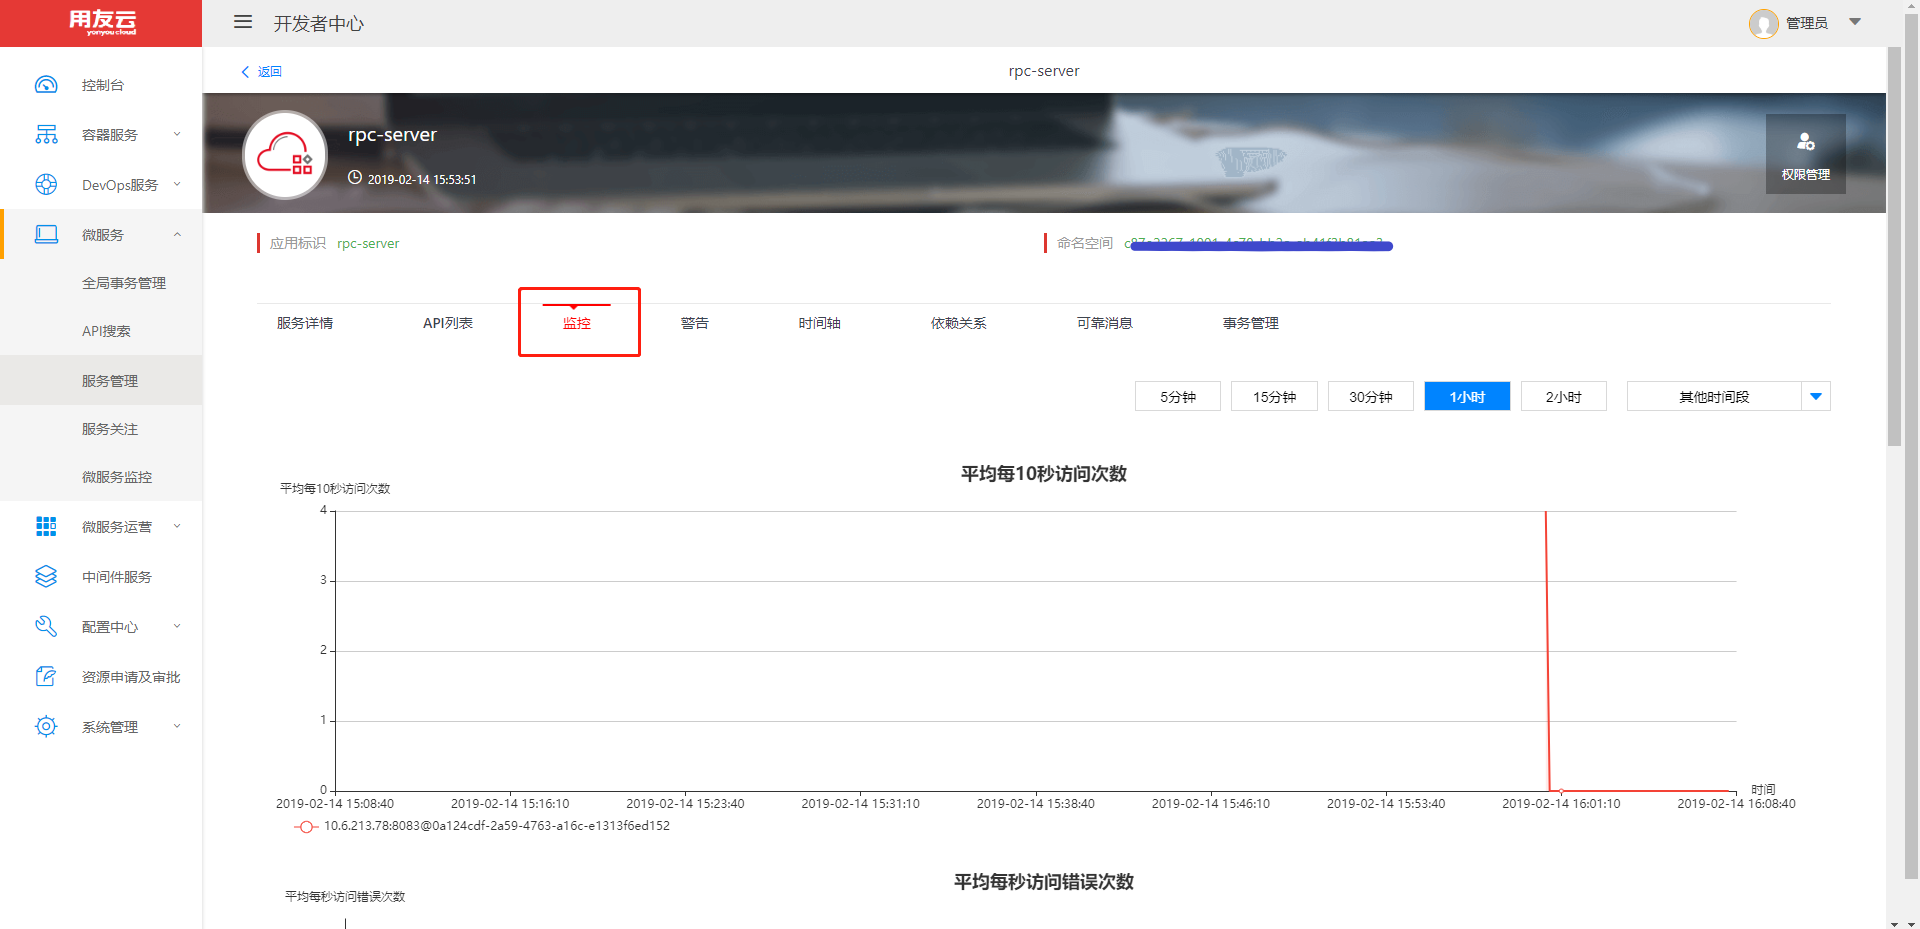 用友云
yonyou cloud
开发者中心
管理员
控制台
容器服务
DevOps服务
微服务
全局事务管理
API搜索
服务管理
服务关注
微服务监控
微服务运营
中间件服务
配置中心
资源申请及审批
系统管理
返回
rpc-server
rpc-server
2019-02-14 15:53:51
权限管理
应用标识 rpc-server
命名空间
服务详情 API列表 监控 警告 时间轴 依赖关系 可靠消息 事务管理
5分钟 15分钟 30分钟 1小时 2小时 其他时间段
平均每10秒访问次数
平均每10秒访问次数
4
3
2
1
0
时间
2019-02-14 15:08:40 2019-02-14 15:16:10 2019-02-14 15:23:40 2019-02-14 15:31:10 2019-02-14 15:38:40 2019-02-14 15:46:10 2019-02-14 15:53:40 2019-02-14 16:01:10 2019-02-14 16:08:40
10.6.213.78:8083@0a124cdf-2a59-4763-a16c-e1313f6ed152
平均每秒访问错误次数
平均每秒访问错误次数